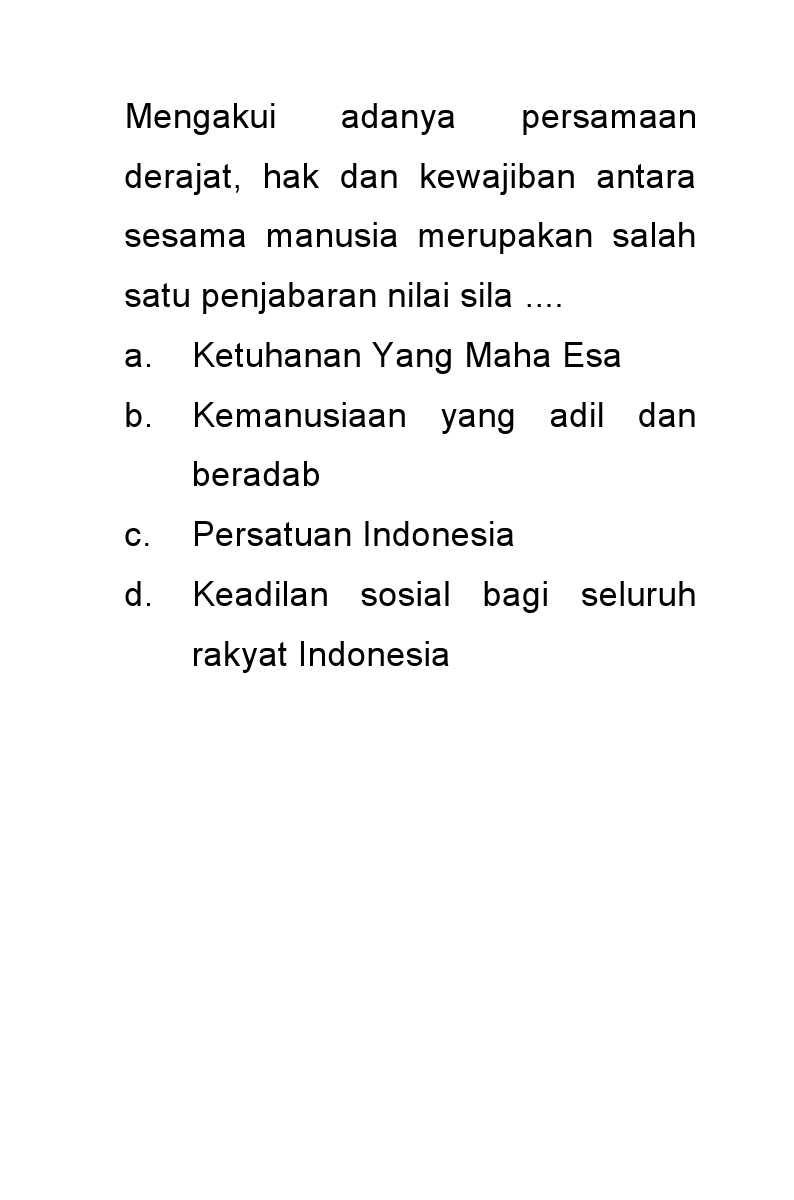 Mengakui adanya persamaan
derajat, hak dan kewajiban antara
sesama manusia merupakan salah
satu penjabaran nilai sila ....
a. Ketuhanan Yang Maha Esa
b. Kemanusiaan yang adil dan
beradab
c. Persatuan Indonesia
d. Keadilan sosial bagi seluruh
rakyat Indonesia